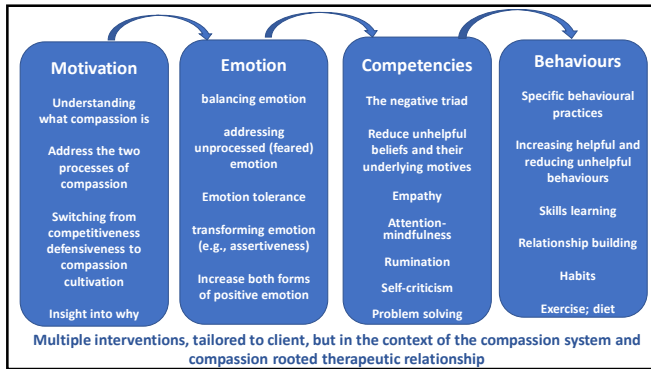 Motivation
Understanding
what compassion is
Address the two
processes of
compassion
Switching from
competitiveness
defensiveness to
compassion
cultivation
Insight into why
Emotion
balancing emotion
addressing
unprocessed (feared)
emotion
Emotion tolerance
transforming emotion
(e.g., assertiveness)
Increase both forms
of positive emotion
Competencies
The negative triad
Reduce unhelpful
beliefs and their
underlying motives
Empathy
Attention-
mindfulness
Rumination
Self-criticism
Problem solving
Behaviours
Specific behavioural
practices
Increasing helpful and
reducing unhelpful
behaviours
Skills learning
Relationship building
Habits
Exercise; diet
Multiple interventions, tailored to client, but in the context of the compassion system and
compassion rooted therapeutic relationship